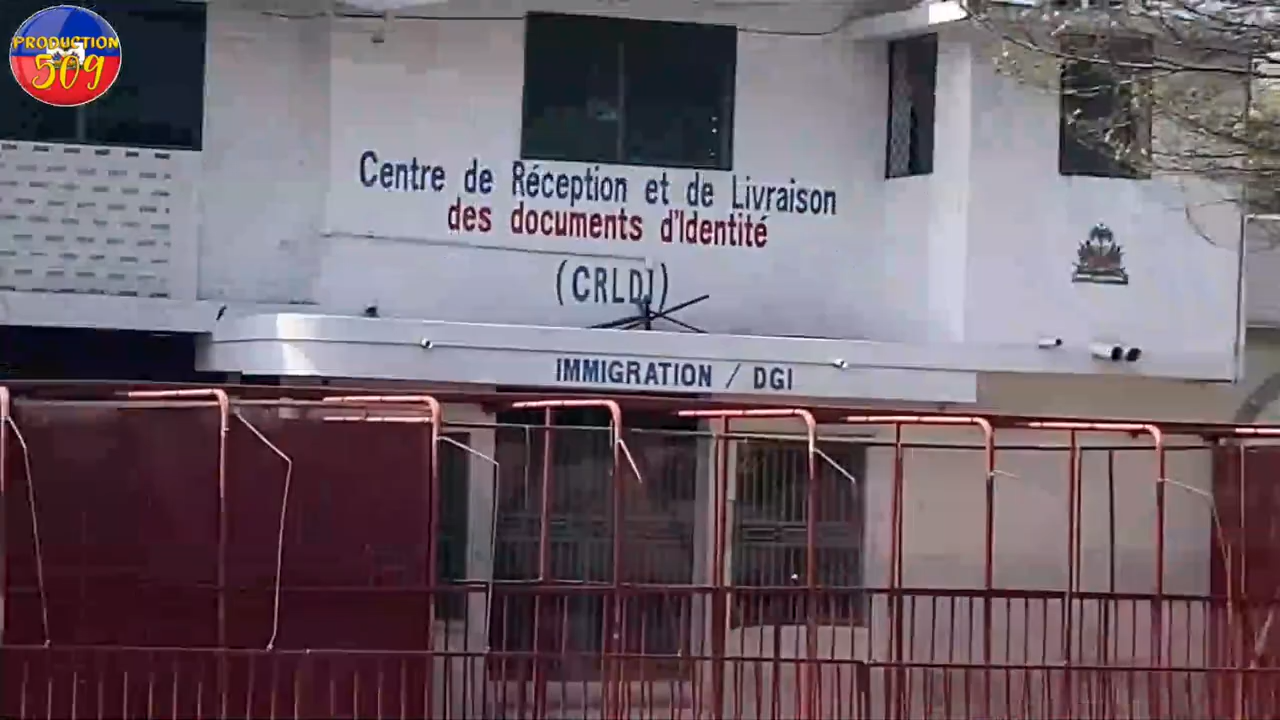 PRODUCTION
509
Centre de Réception et de Livraison
des documents d'Identité
(CRLDI)
IMMIGRATION / DGI